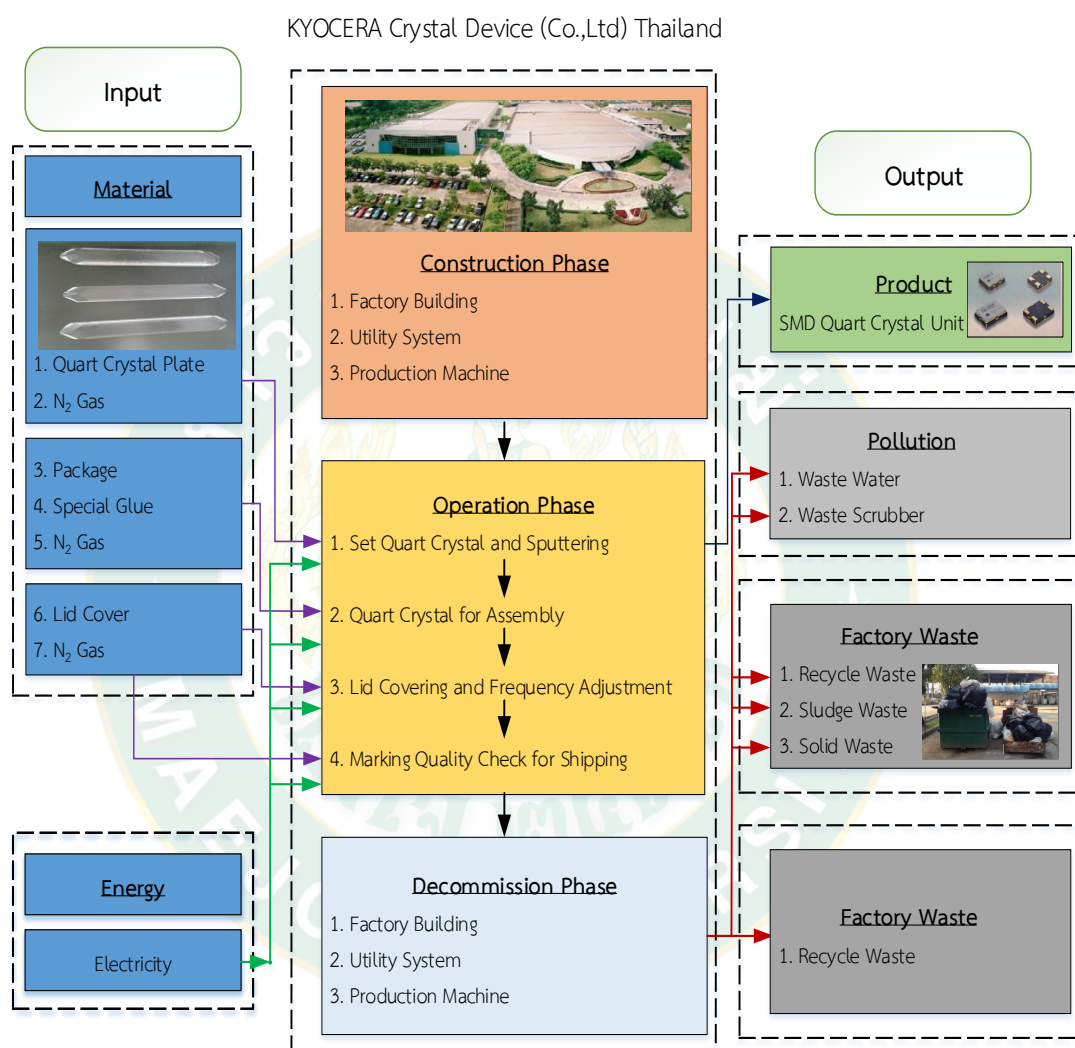 KYOCERA Crystal Device (Co.,Ltd) Thailand
Input
Material
1. Quart Crystal Plate
2. N₂ Gas
3. Package
4. Special Glue
5. N₂ Gas
6. Lid Cover
7. N₂ Gas
Energy
Electricity
Construction Phase
1. Factory Building
2. Utility System
3. Production Machine
Operation Phase
1. Set Quart Crystal and Sputtering
2. Quart Crystal for Assembly
3. Lid Covering and Frequency Adjustment
4. Marking Quality Check for Shipping
Decommission Phase
1. Factory Building
2. Utility System
3. Production Machine
Output
Product
SMD Quart Crystal Unit
Pollution
1. Waste Water
2. Waste Scrubber
Factory Waste
1. Recycle Waste
2. Sludge Waste
3. Solid Waste
Factory Waste
1. Recycle Waste